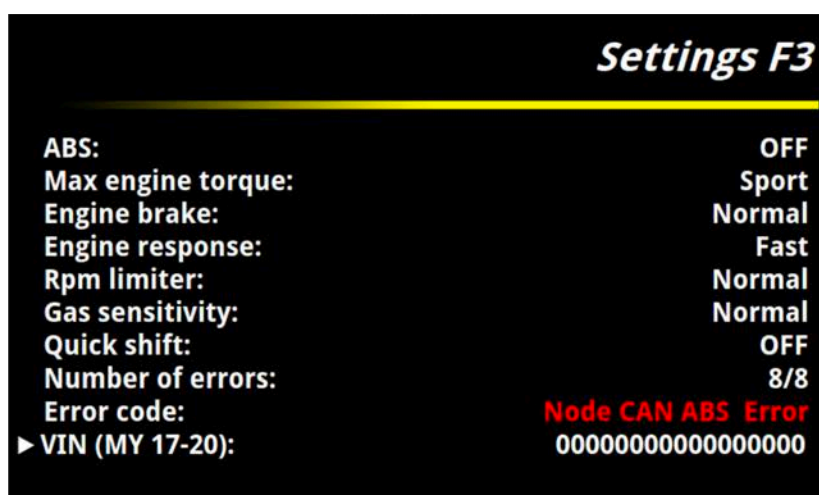 Settings F3
ABS: OFF
Max engine torque: Sport
Engine brake: Normal
Engine response: Fast
Rpm limiter: Normal
Gas sensitivity: Normal
Quick shift: OFF
Number of errors: 8/8
Error code: Node CAN ABS Error
VIN (MY 17-20): 00000000000000000